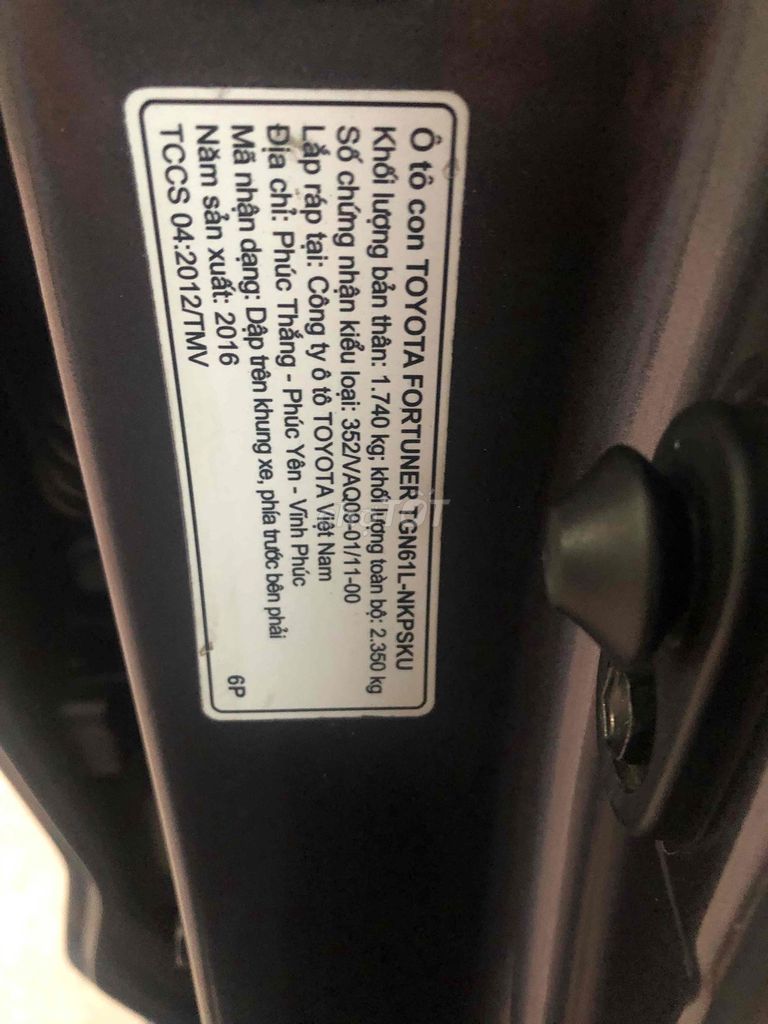 Ô tô con TOYOTA FORTUNER TGN61L-NKPSKU
Khối lượng bản thân: 1.740 kg; khối lượng toàn bộ: 2.350 kg
Số chứng nhận kiểu loại: 352/VAQ09-01/11-00
Lắp ráp tại: Công ty ô tô TOYOTA Việt Nam
Địa chỉ: Phúc Thắng - Phúc Yên - Vĩnh Phúc
Mã nhận dạng: Dập trên khung xe, phía trước bên phải
Năm sản xuất: 2016
TCCS 04:2012/TMV
6P